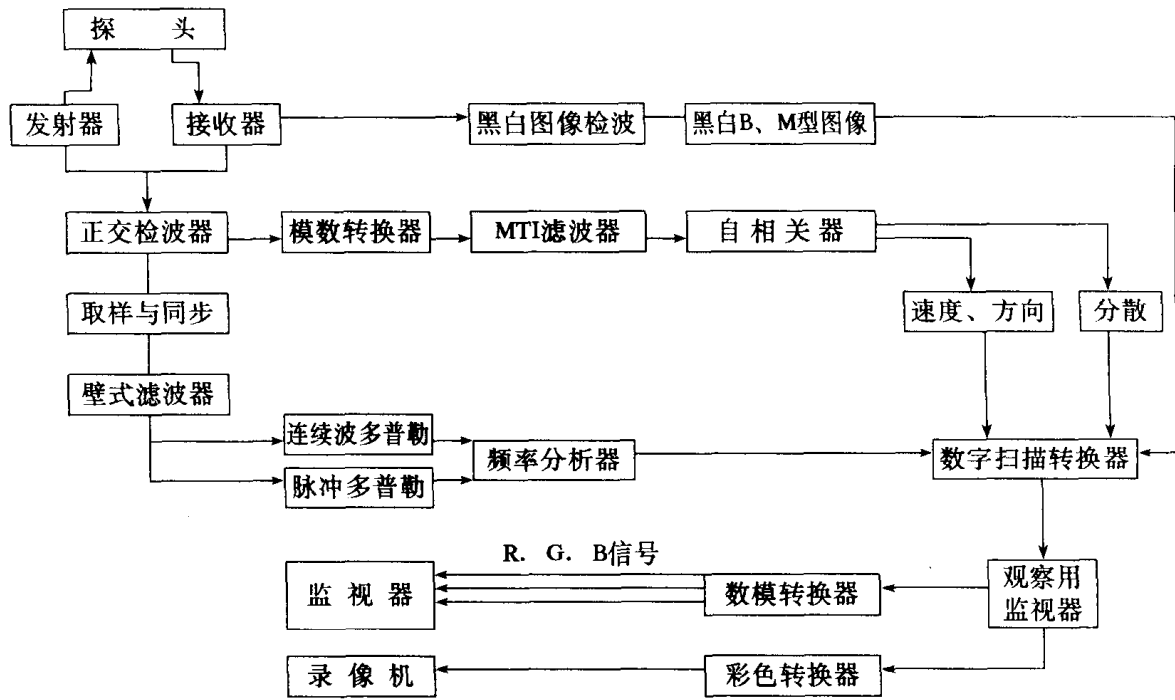 探 头
发射器
接收器
黑白图像检波
黑白B、M型图像
正交检波器
模数转换器
MTI滤波器
自相关器
取样与同步
速度、方向
分散
壁式滤波器
连续波多普勒
频率分析器
数字扫描转换器
脉冲多普勒
R. G. B信号
监视器
数模转换器
观察用
监视器
录像机
彩色转换器